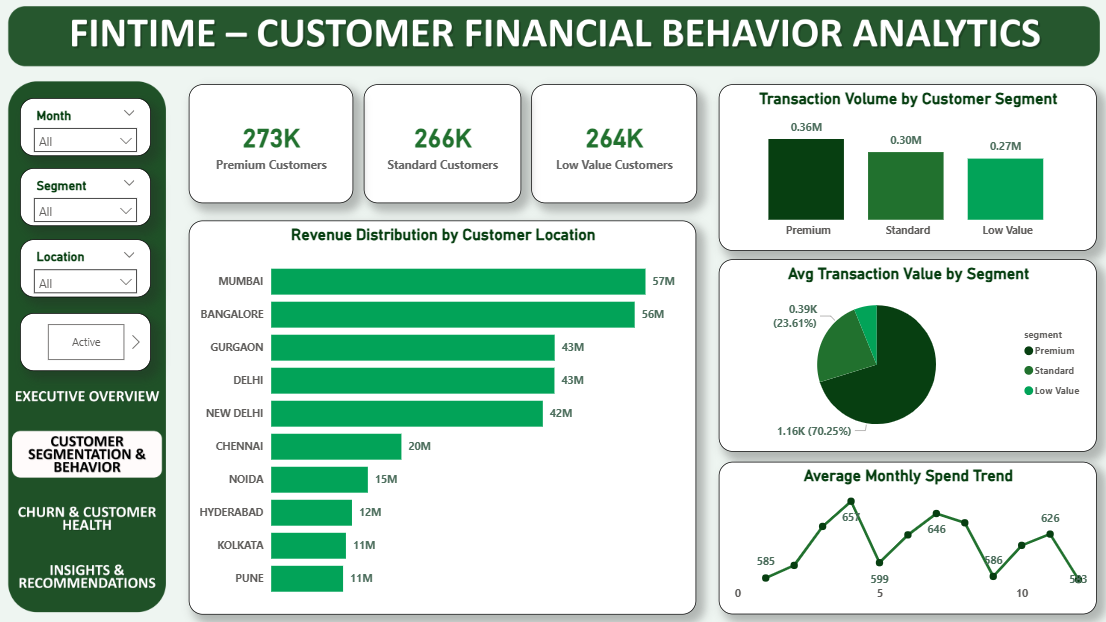 FINTIME – CUSTOMER FINANCIAL BEHAVIOR ANALYTICS
Month
All
Segment
All
Location
All
Active
EXECUTIVE OVERVIEW
CUSTOMER
SEGMENTATION &
BEHAVIOR
CHURN & CUSTOMER
HEALTH
INSIGHTS &
RECOMMENDATIONS
273K
Premium Customers
266K
Standard Customers
264K
Low Value Customers
Revenue Distribution by Customer Location
MUMBAI 57M
BANGALORE 56M
GURGAON 43M
DELHI 43M
NEW DELHI 42M
CHENNAI 20M
NOIDA 15M
HYDERABAD 12M
KOLKATA 11M
PUNE 11M
Transaction Volume by Customer Segment
0.36M 0.30M 0.27M
Premium Standard Low Value
Avg Transaction Value by Segment
0.39K
(23.61%)
1.16K (70.25%)
segment
Premium
Standard
Low Value
Average Monthly Spend Trend
585 657 599 646 586 626
0 5 10